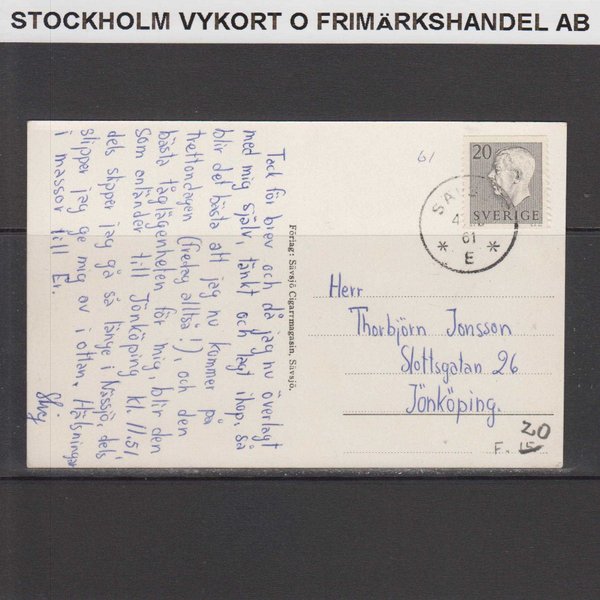 STOCKHOLM VYKORT O FRIMÄRKSHANDEL AB
Tack för brev och då jag nu överlagt
med mig själv, tänkt och lagt ihop, så
blir det bästa att jag nu kommer på
trettondagen (fredag alltså!), och den
bästa tåglägenheten för mig, blir den
som anländer till Jönköping kl. 11.51
dels slipper jag gå så länge i Nässjö, dels
slipper jag ge mig av i ottan. Hälsningar
i massor till Er.
Förlag: Sävsjö Cigarrmagasin, Sävsjö.
61
20
SVERIGE
61
E
Herr
Thorbjörn Jonsson
Slottsgatan 26
Jönköping.
20
F. 15